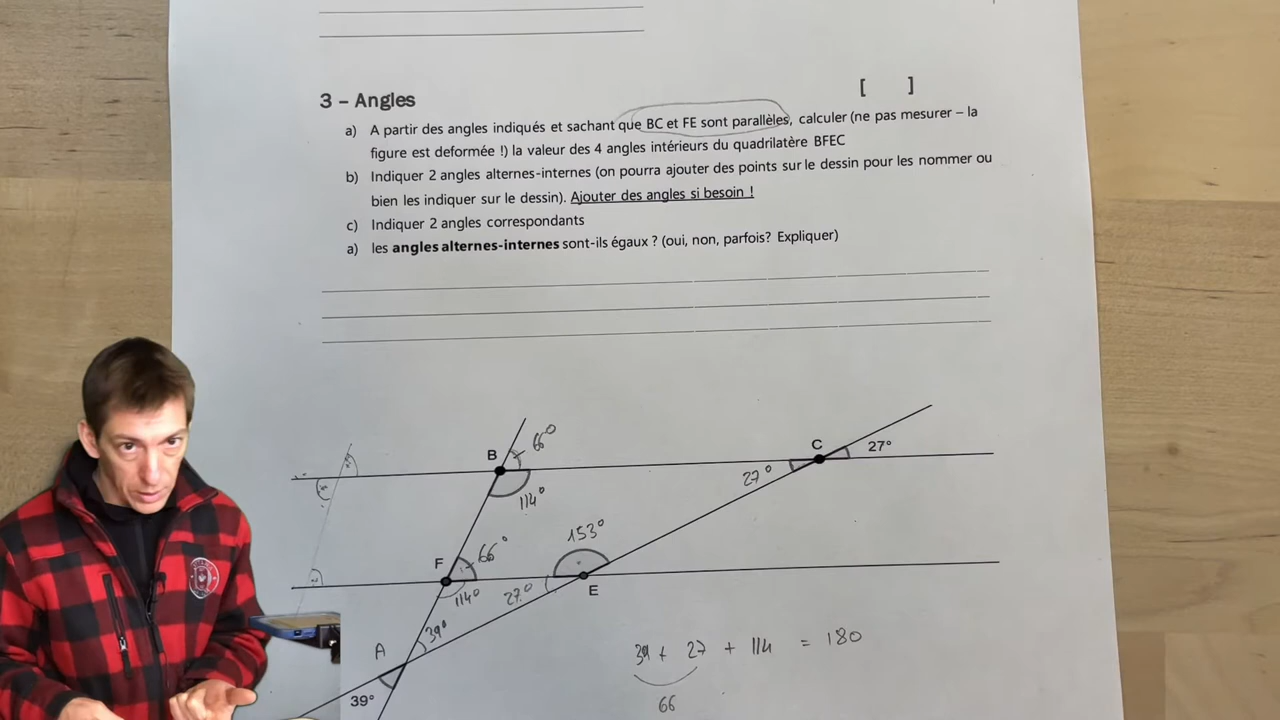 [ ]
3 – Angles
a) A partir des angles indiqués et sachant que BC et FE sont parallèles, calculer (ne pas mesurer – la
figure est deformée !) la valeur des 4 angles intérieurs du quadrilatère BFEC
b) Indiquer 2 angles alternes-internes (on pourra ajouter des points sur le dessin pour les nommer ou
bien les indiquer sur le dessin). Ajouter des angles si besoin !
c) Indiquer 2 angles correspondants
a) les angles alternes-internes sont-ils égaux ? (oui, non, parfois? Expliquer)
B 66°
C 27°
27°
114°
153°
F 66°
114° 27° E
A 39°
39 + 27 + 114 = 180
39°
66